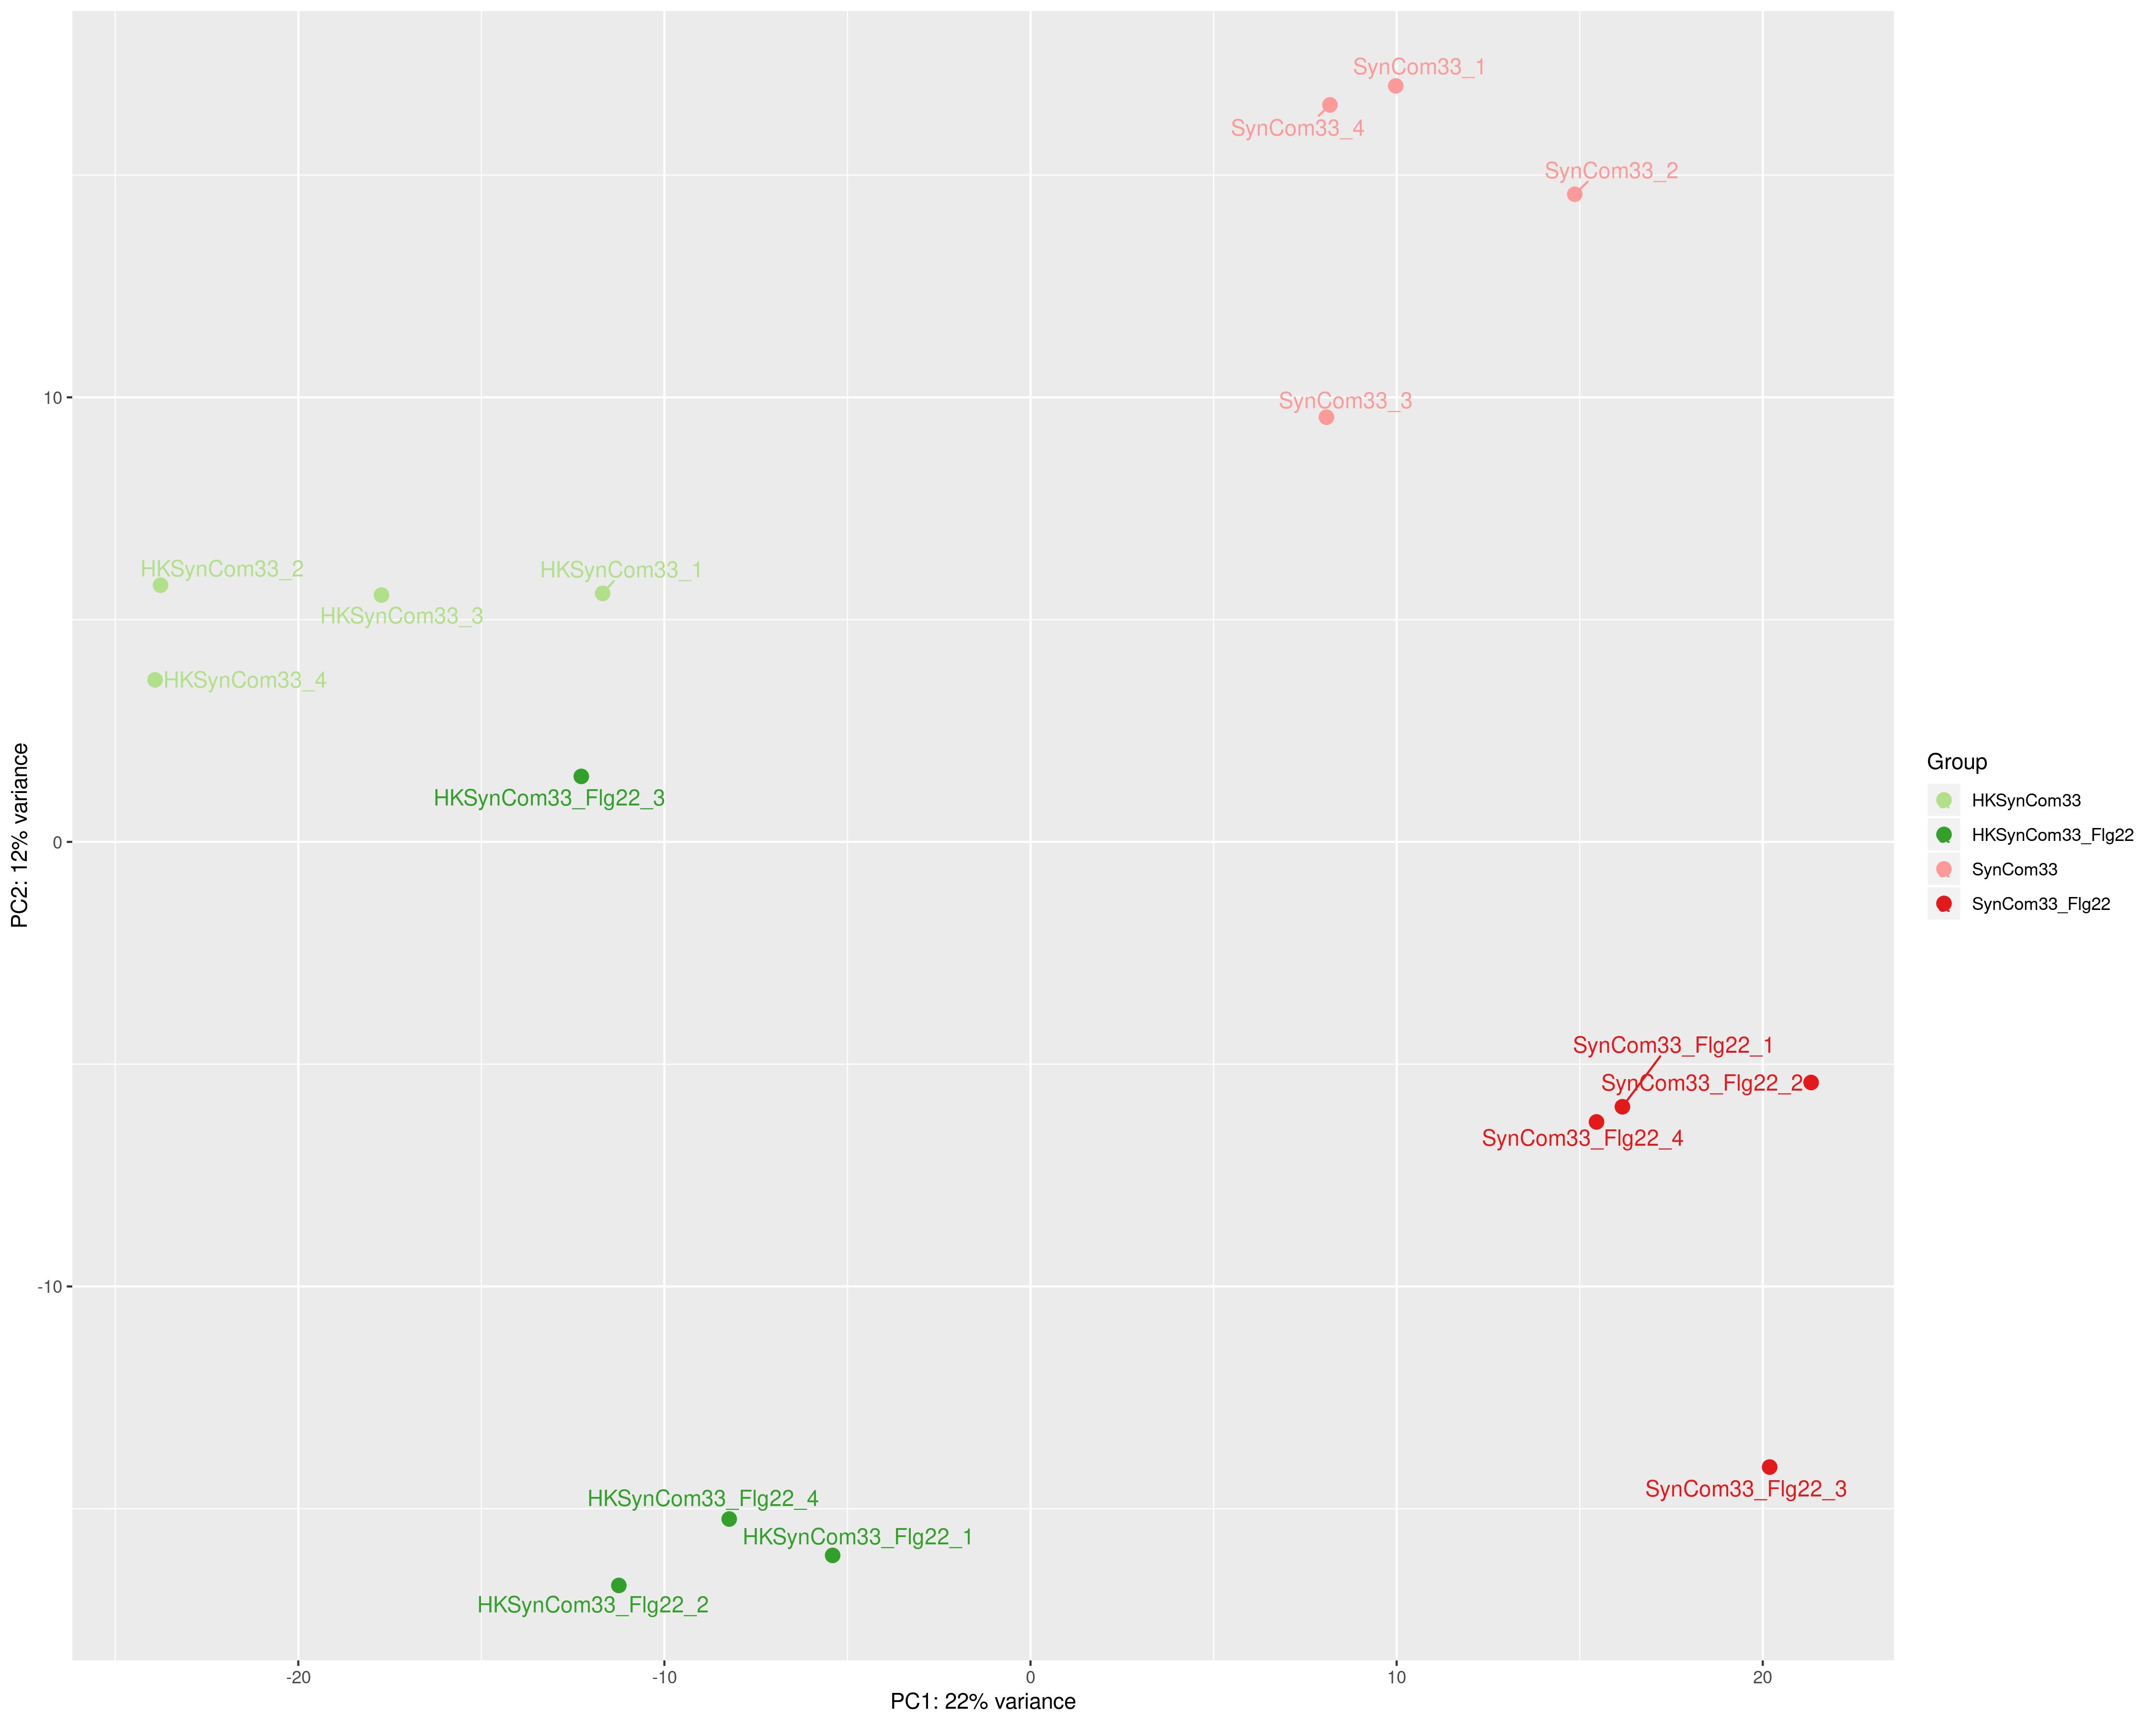 SynCom33_1
SynCom33_4
SynCom33_2
10
SynCom33_3
HKSynCom33_2
HKSynCom33_1
HKSynCom33_3
HKSynCom33_4
HKSynCom33_Flg22_3
0
PC2: 12% variance
Group
HKSynCom33
HKSynCom33_Flg22
SynCom33
SynCom33_Flg22
SynCom33_Flg22_1
SynCom33_Flg22_2
SynCom33_Flg22_4
-10
SynCom33_Flg22_3
HKSynCom33_Flg22_4
HKSynCom33_Flg22_1
HKSynCom33_Flg22_2
-20 -10 0 10 20
PC1: 22% variance